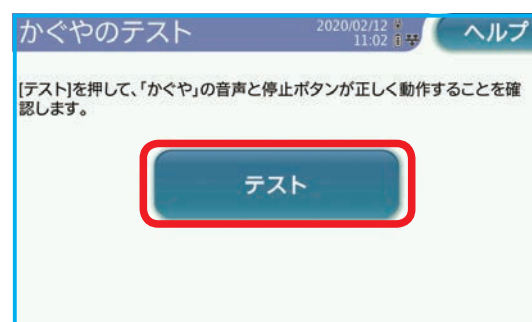 かぐやのテスト
2020/02/12
11:02
ヘルプ
[テスト]を押して、「かぐや」の音声と停止ボタンが正しく動作することを確
認します。
テスト